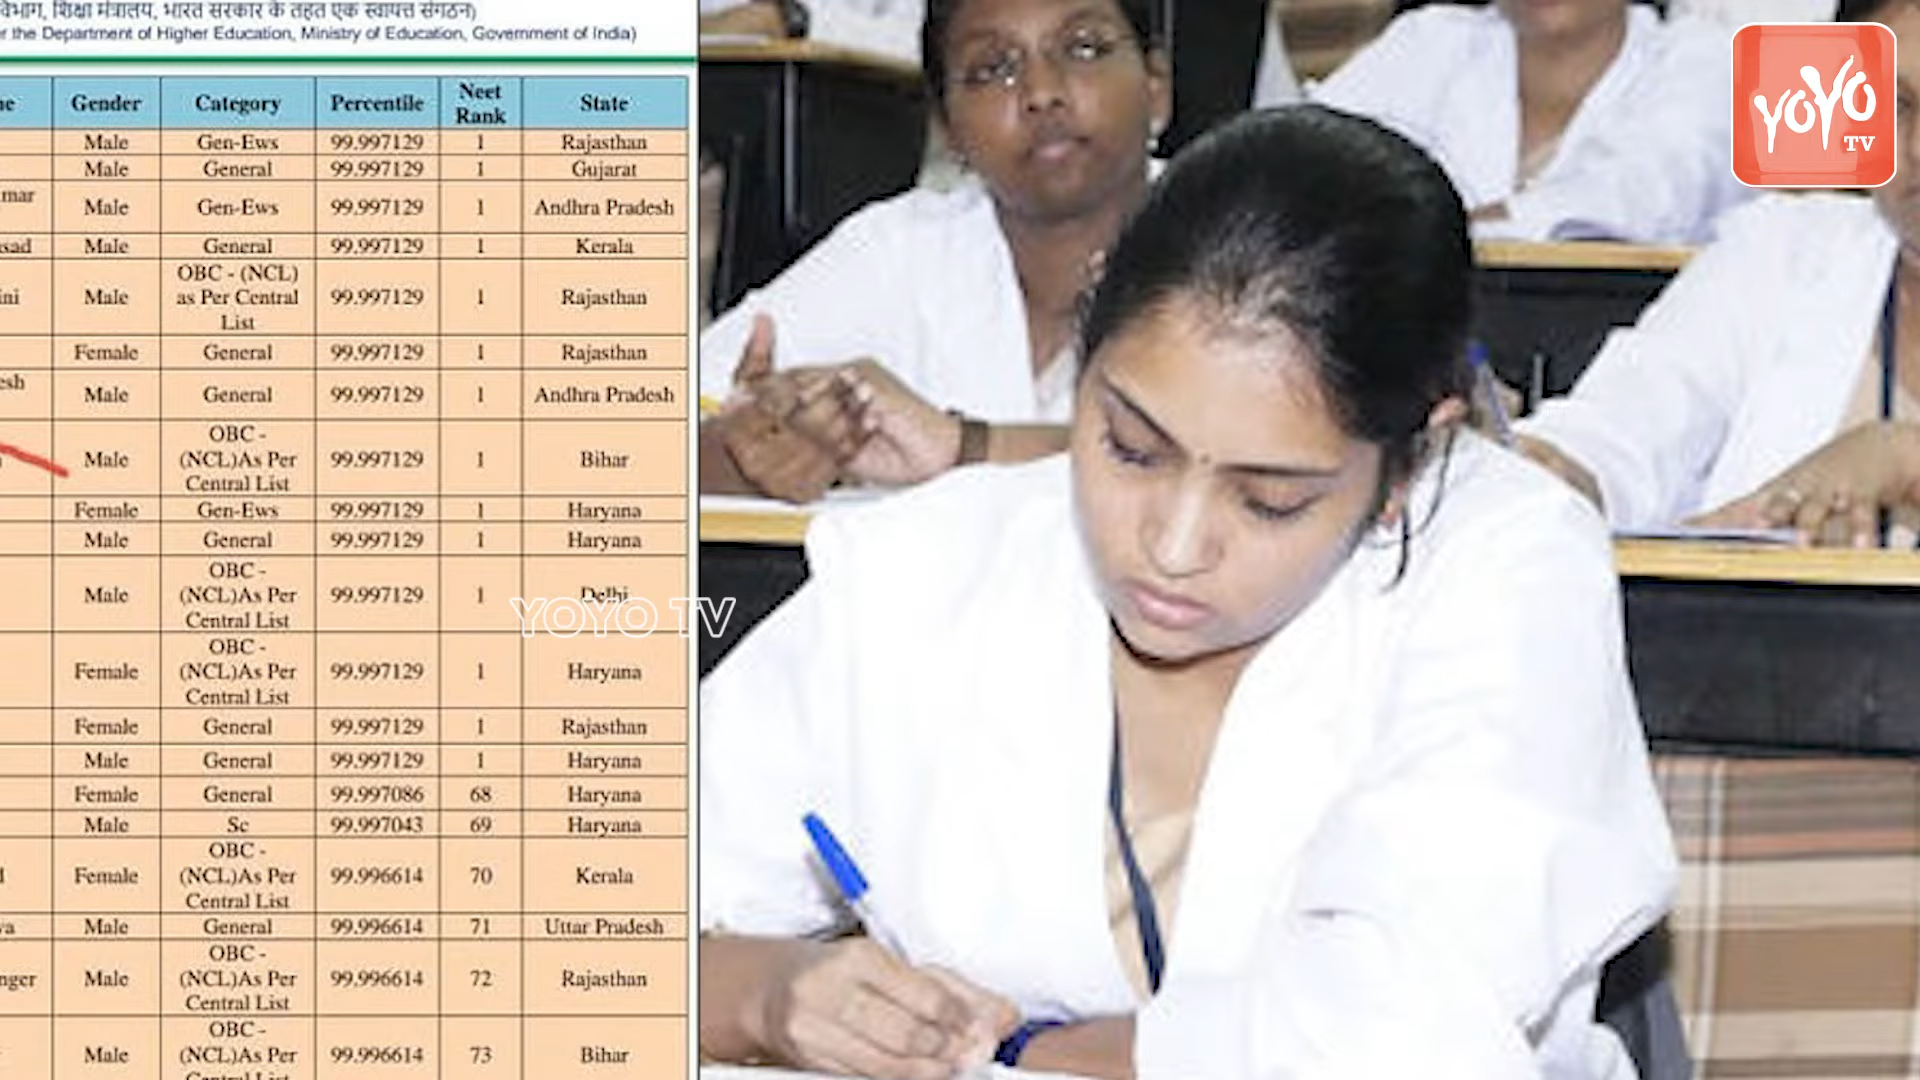 विभाग, शिक्षा मंत्रालय, भारत सरकार के तहत एक स्वायत्त संगठन)
the Department of Higher Education, Ministry of Education, Government of India)
Gender Category Percentile Neet Rank State
Male Gen-Ews 99.997129 1 Rajasthan
Male General 99.997129 1 Gujarat
mar Male Gen-Ews 99.997129 1 Andhra Pradesh
sad Male General 99.997129 1 Kerala
ini Male OBC - (NCL) as Per Central List 99.997129 1 Rajasthan
Female General 99.997129 1 Rajasthan
esh Male General 99.997129 1 Andhra Pradesh
Male OBC - (NCL)As Per Central List 99.997129 1 Bihar
Female Gen-Ews 99.997129 1 Haryana
Male General 99.997129 1 Haryana
Male OBC - (NCL)As Per Central List 99.997129 1 Delhi
Female OBC - (NCL)As Per Central List 99.997129 1 Haryana
Female General 99.997129 1 Rajasthan
Male General 99.997129 1 Haryana
Female General 99.997086 68 Haryana
Male Sc 99.997043 69 Haryana
Female OBC - (NCL)As Per Central List 99.996614 70 Kerala
va Male General 99.996614 71 Uttar Pradesh
nger Male OBC - (NCL)As Per Central List 99.996614 72 Rajasthan
Male OBC - (NCL)As Per Central List 99.996614 73 Bihar
YOYO TV
YOYO
TV